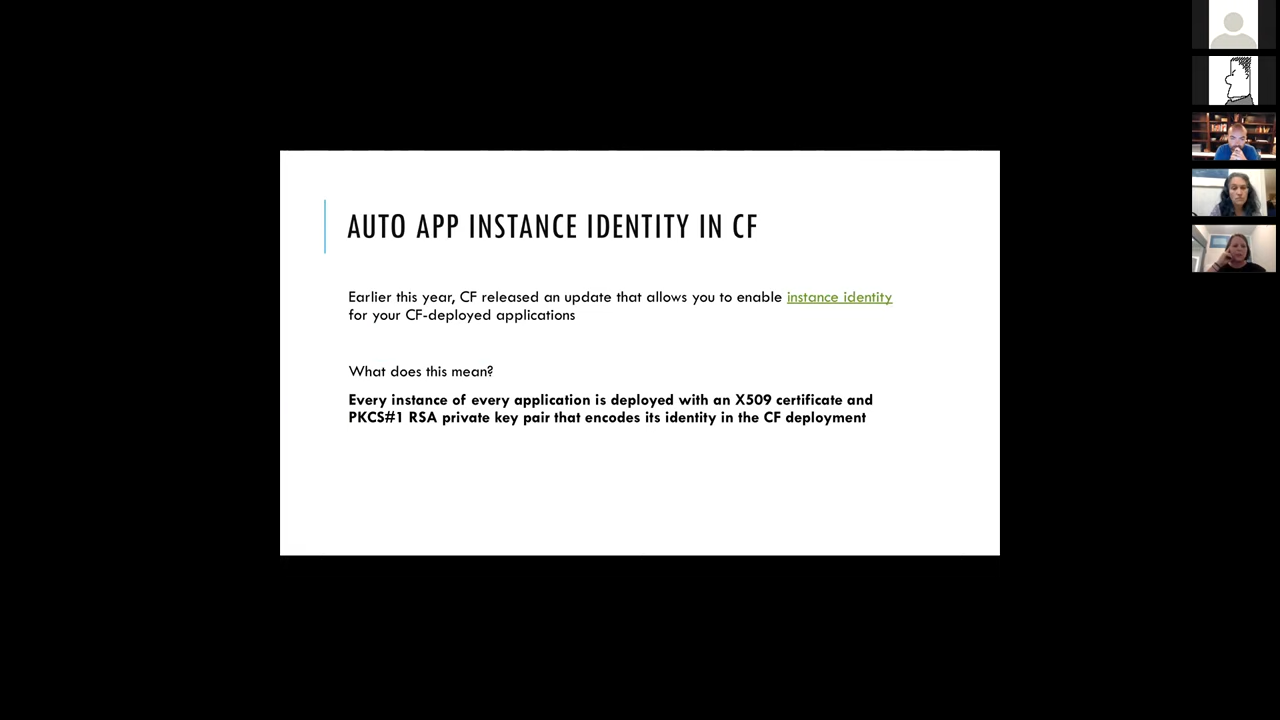 AUTO APP INSTANCE IDENTITY IN CF
Earlier this year, CF released an update that allows you to enable instance identity
for your CF-deployed applications
What does this mean?
Every instance of every application is deployed with an X509 certificate and
PKCS#1 RSA private key pair that encodes its identity in the CF deployment